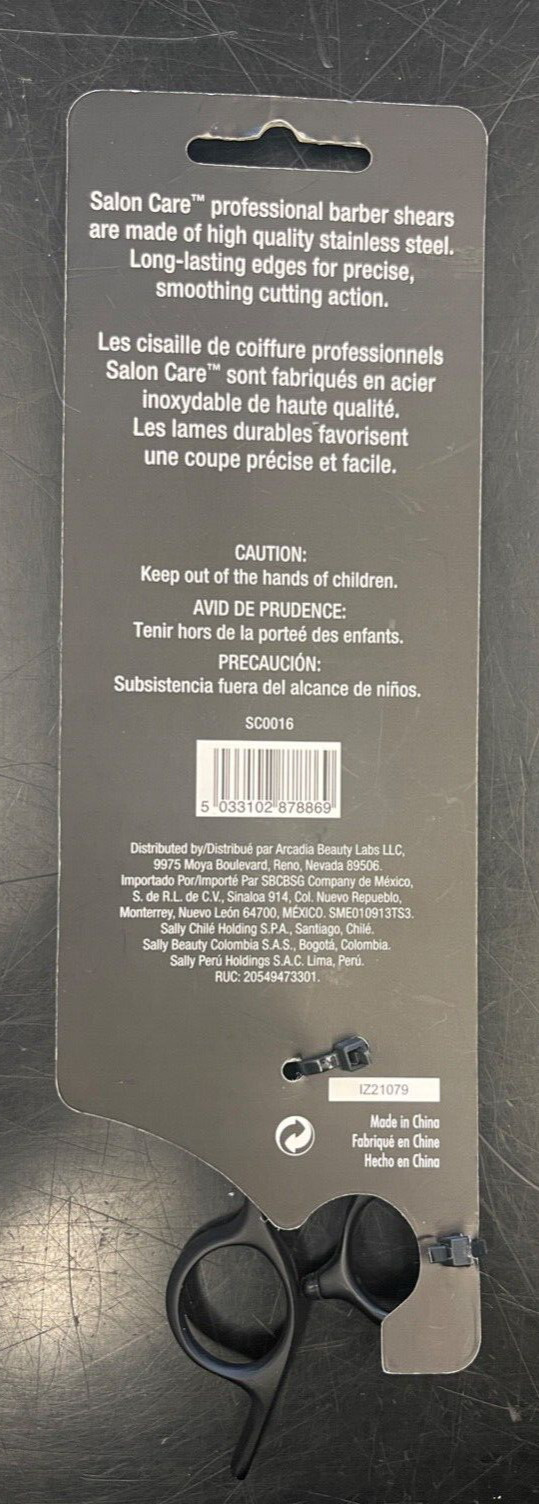 Salon Care™ professional barber shears
are made of high quality stainless steel.
Long-lasting edges for precise,
smoothing cutting action.
Les cisaille de coiffure professionnels
Salon Care™ sont fabriqués en acier
inoxydable de haute qualité.
Les lames durables favorisent
une coupe précise et facile.
CAUTION:
Keep out of the hands of children.
AVID DE PRUDENCE:
Tenir hors de la porteé des enfants.
PRECAUCIÓN:
Subsistencia fuera del alcance de niños.
SC0016
5 033102 878869
Distributed by/Distribué par Arcadia Beauty Labs LLC,
9975 Moya Boulevard, Reno, Nevada 89506.
Importado Por/Importé Par SBCBSG Company de México,
S. de R.L. de C.V., Sinaloa 914, Col. Nuevo Repueblo,
Monterrey, Nuevo León 64700, MÉXICO. SME010913TS3.
Sally Chilé Holding S.P.A., Santiago, Chilé.
Sally Beauty Colombia S.A.S., Bogotá, Colombia.
Sally Perú Holdings S.A.C. Lima, Perú.
RUC: 20549473301.
IZ21079
Made in China
Fabriqué en Chine
Hecho en China